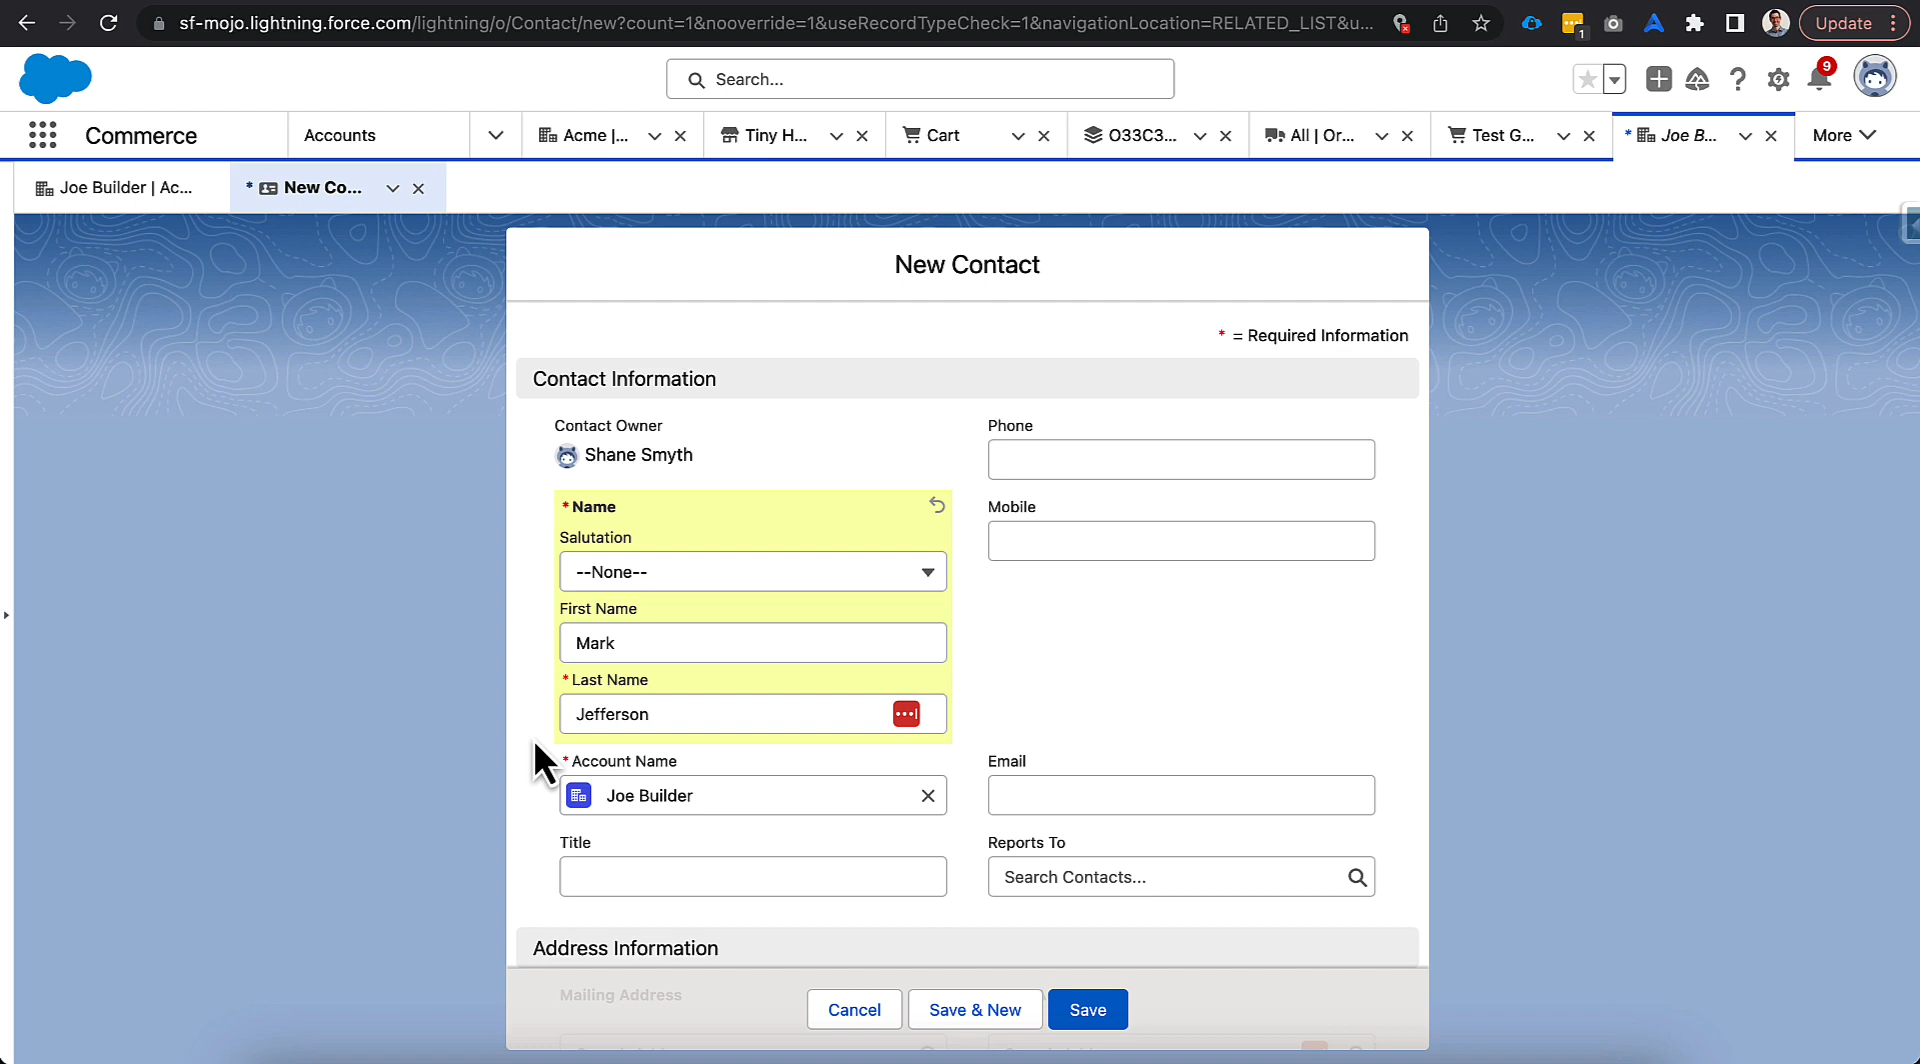 sf-mojo.lightning.force.com/lightning/o/Contact/new?count=1&nooverride=1&useRecordTypeCheck=1&navigationLocation=RELATED_LIST&u...
1
Update
Search...
9
Commerce
Accounts
Acme |...
Tiny H...
Cart
O33C3...
All | Or...
Test G...
* Joe B...
More
Joe Builder | Ac...
* New Co...
New Contact
* = Required Information
Contact Information
Contact Owner
Shane Smyth
Phone
* Name
Salutation
--None--
Mobile
First Name
Mark
* Last Name
Jefferson
* Account Name
Joe Builder
Email
Title
Reports To
Search Contacts...
Address Information
Mailing Address
Cancel
Save & New
Save